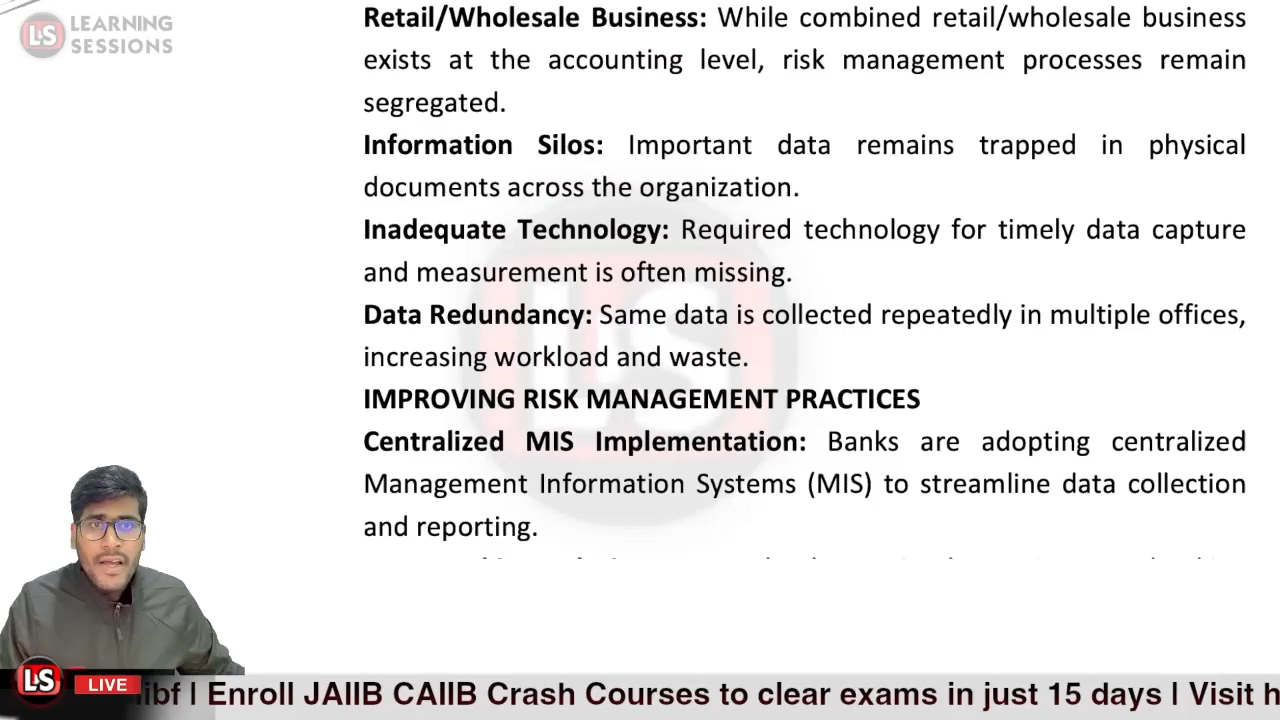 LEARNING
SESSIONS
LS
Retail/Wholesale Business: While combined retail/wholesale business
exists at the accounting level, risk management processes remain
segregated.
Information Silos: Important data remains trapped in physical
documents across the organization.
Inadequate Technology: Required technology for timely data capture
and measurement is often missing.
Data Redundancy: Same data is collected repeatedly in multiple offices,
increasing workload and waste.
IMPROVING RISK MANAGEMENT PRACTICES
Centralized MIS Implementation: Banks are adopting centralized
Management Information Systems (MIS) to streamline data collection
and reporting.
LS
LS
LIVE
| Enroll JAIIB CAIIB Crash Courses to clear exams in just 15 days | Visit